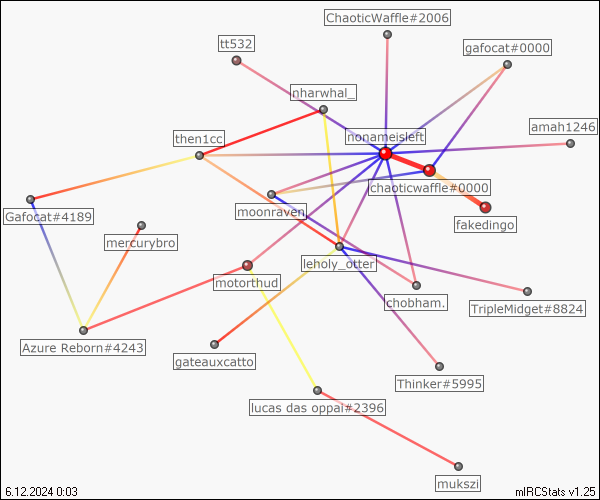 ChaoticWaffle#2006
tt532
gafocat#0000
nharwhal_
amah1246
nonameisleft
then1cc
chaoticwaffle#0000
moonraven
Gafocat#4189
fakedingo
mercurybro
leholy_otter
motorthud
chobham.
TripleMidget#8824
Azure Reborn#4243
gateauxcatto
Thinker#5995
lucas das oppai#2396
mukszi
6.12.2024 0:03
mIRCStats v1.25